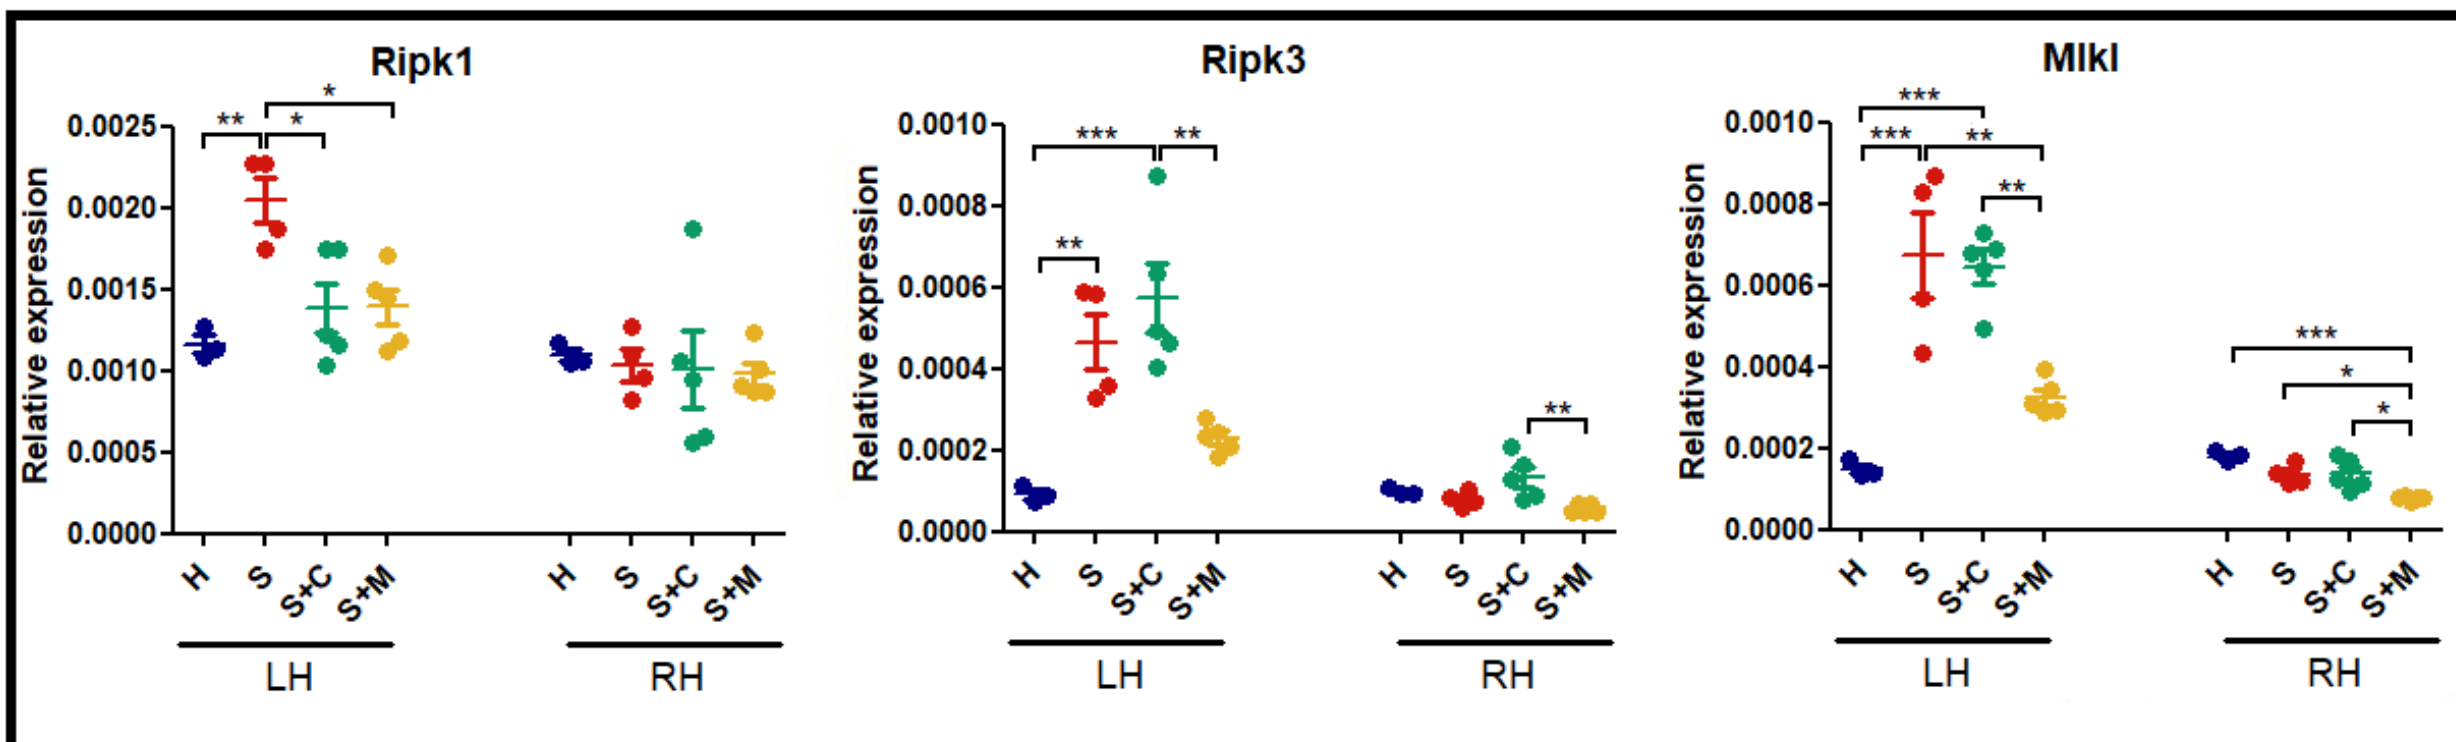 Ripk1
Relative expression
0.0025
0.0020
0.0015
0.0010
0.0005
0.0000
** * *
H S S+C S+M H S S+C S+M
LH RH
Ripk3
Relative expression
0.0010
0.0008
0.0006
0.0004
0.0002
0.0000
*** ** ** **
H S S+C S+M H S S+C S+M
LH RH
Mlkl
Relative expression
0.0010
0.0008
0.0006
0.0004
0.0002
0.0000
*** *** ** ** *** * *
H S S+C S+M H S S+C S+M
LH RH